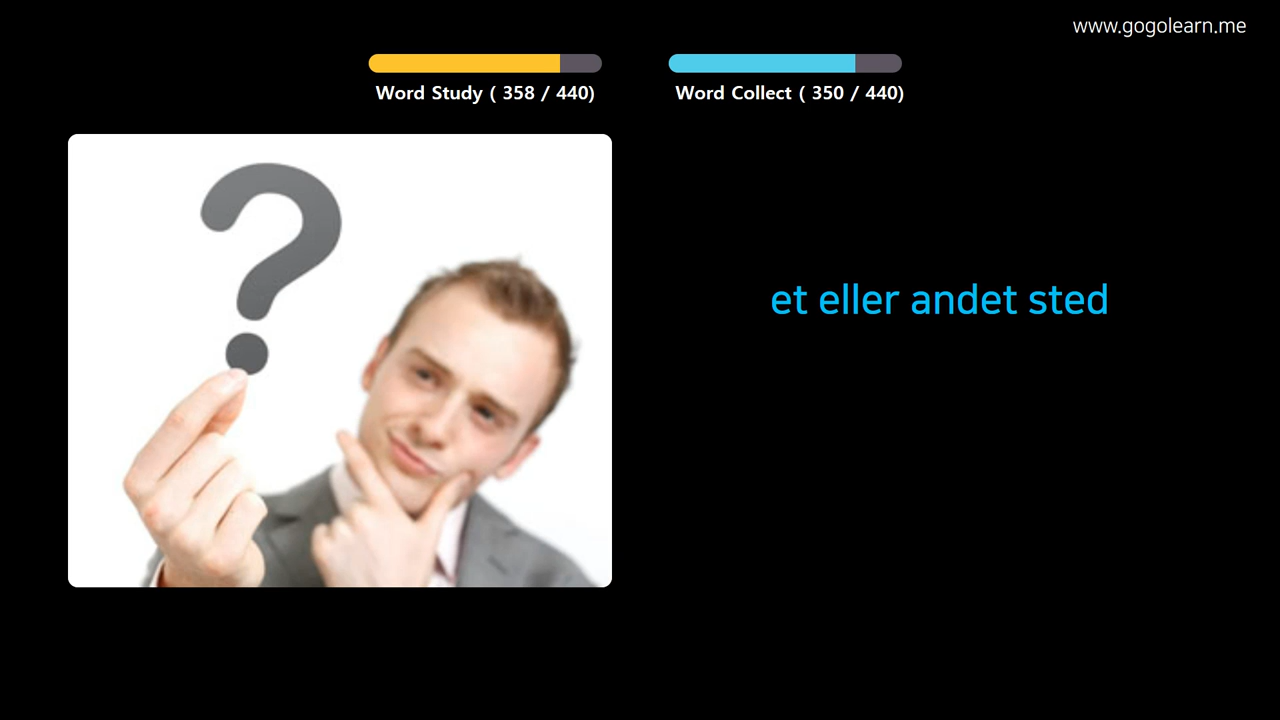 www.gogolearn.me
Word Study ( 358 / 440)
Word Collect ( 350 / 440)
?
et eller andet sted